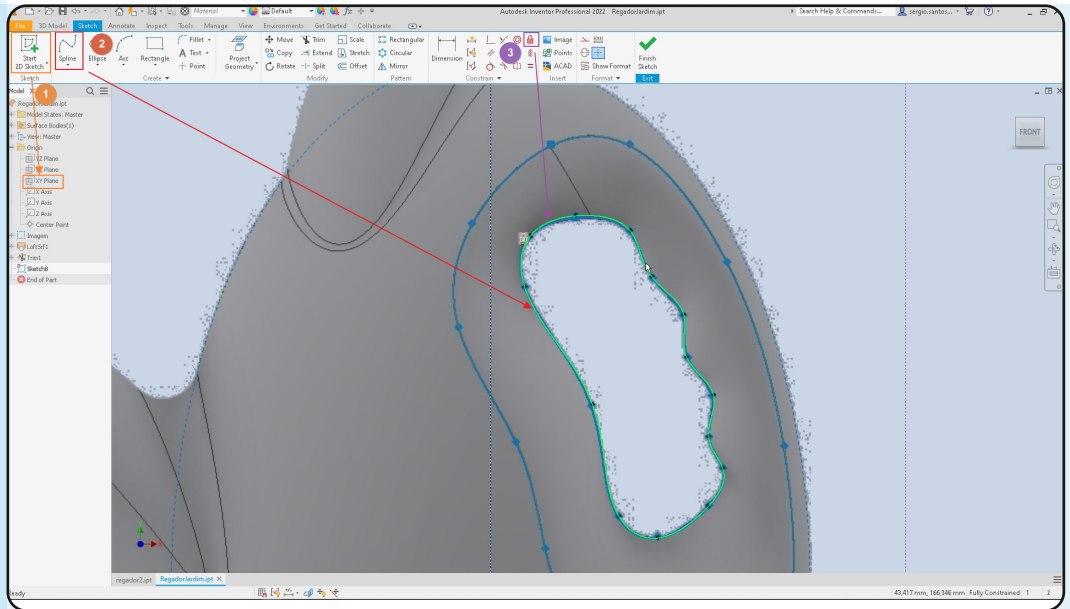 Material
Default
fx
Autodesk Inventor Professional 2022 RegadorJardim.ipt
Search Help & Commands...
sergio.santos...
File 3D Model Sketch Annotate Inspect Tools Manage View Environments Get Started Collaborate
Start
2D Sketch
Spline
Ellipse
Arc
Rectangle
Fillet
Text
Point
Project
Geometry
Move Trim Scale
Copy Extend Stretch
Rotate Split Offset
Rectangular
Circular
Mirror
Dimension
Image
Points
ACAD
Show Format
Finish
Sketch
Sketch Create Modify Pattern Constrain Insert Format Exit
1
2
3
Model
RegadorJardim.ipt
Model States: Master
Surface Bodies(1)
View: Master
Origin
YZ Plane
XY Plane
X Axis
Y Axis
Z Axis
Center Point
Imagem
LoftSrf1
Trim1
Sketch8
End of Part
FRONT
regador2.ipt RegadorJardim.ipt
Ready
43,417 mm, 166,346 mm Fully Constrained 1 2